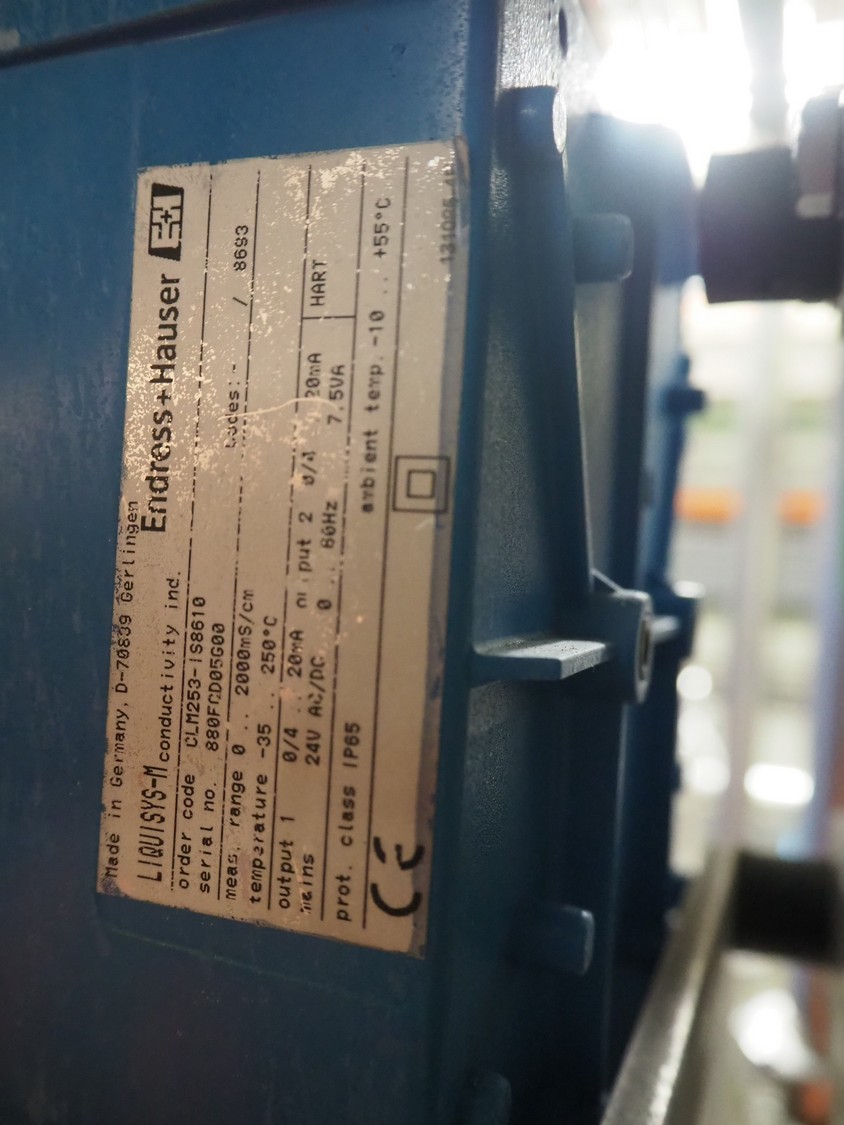 Made in Germany, D-70839 Gerlingen
Endress+Hauser
LIQUISYS-M conductivity ind.
order code CLM253-IS8610
serial no. 880FCD05G00 codes:- / 8693
meas. range 0 .. 2000mS/cm
temperature -35 .. 250°C
output 1 0/4 .. 20mA output 2 0/4 20mA HART
mains 24V AC/DC 0 .. 60Hz 7.5VA
prot. class IP65 ambient temp. -10 .. +55°C
CE